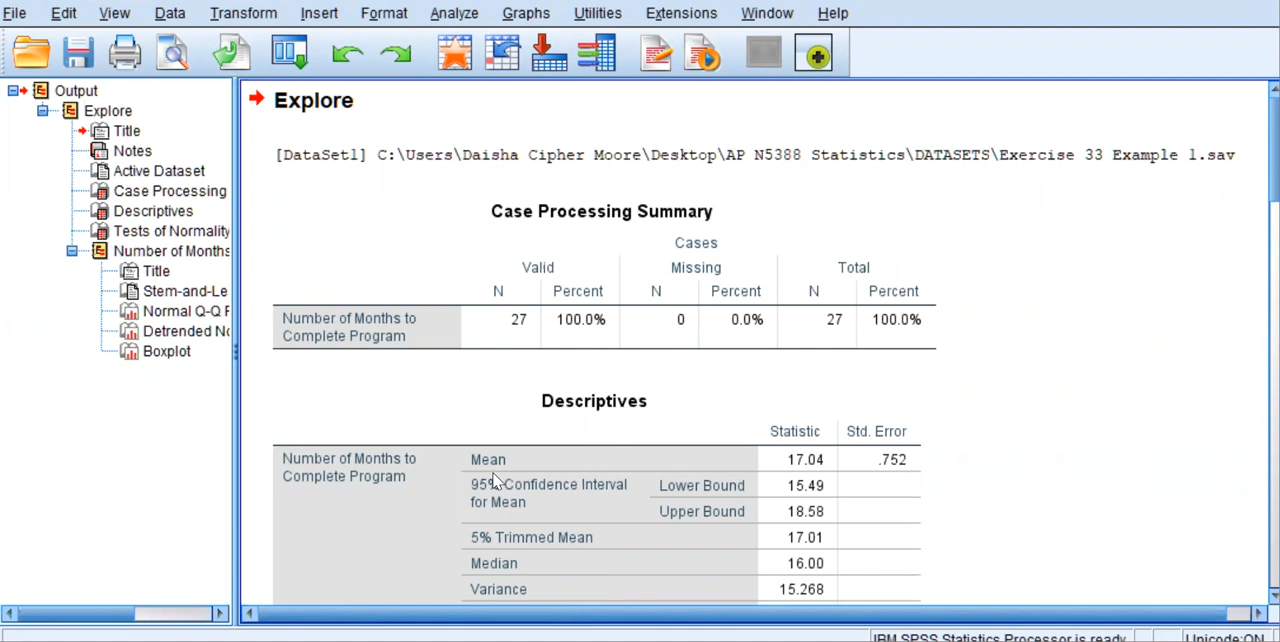 File Edit View Data Transform Insert Format Analyze Graphs Utilities Extensions Window Help
Output
Explore
Title
Notes
Active Dataset
Case Processing
Descriptives
Tests of Normality
Number of Months
Title
Stem-and-Le
Normal Q-Q
Detrended
Boxplot
Explore
[DataSet1] C:\Users\Daisha Cipher Moore\Desktop\AP N5388 Statistics\DATASETS\Exercise 33 Example 1.sav
Case Processing Summary
Cases
Valid Missing Total
N Percent N Percent N Percent
Number of Months to
Complete Program
27 100.0% 0 0.0% 27 100.0%
Descriptives
Statistic Std. Error
Number of Months to
Complete Program
Mean 17.04 .752
95% Confidence Interval
for Mean
Lower Bound 15.49
Upper Bound 18.58
5% Trimmed Mean 17.01
Median 16.00
Variance 15.268
IBM SPSS Statistics Processor is ready Unicode:ON